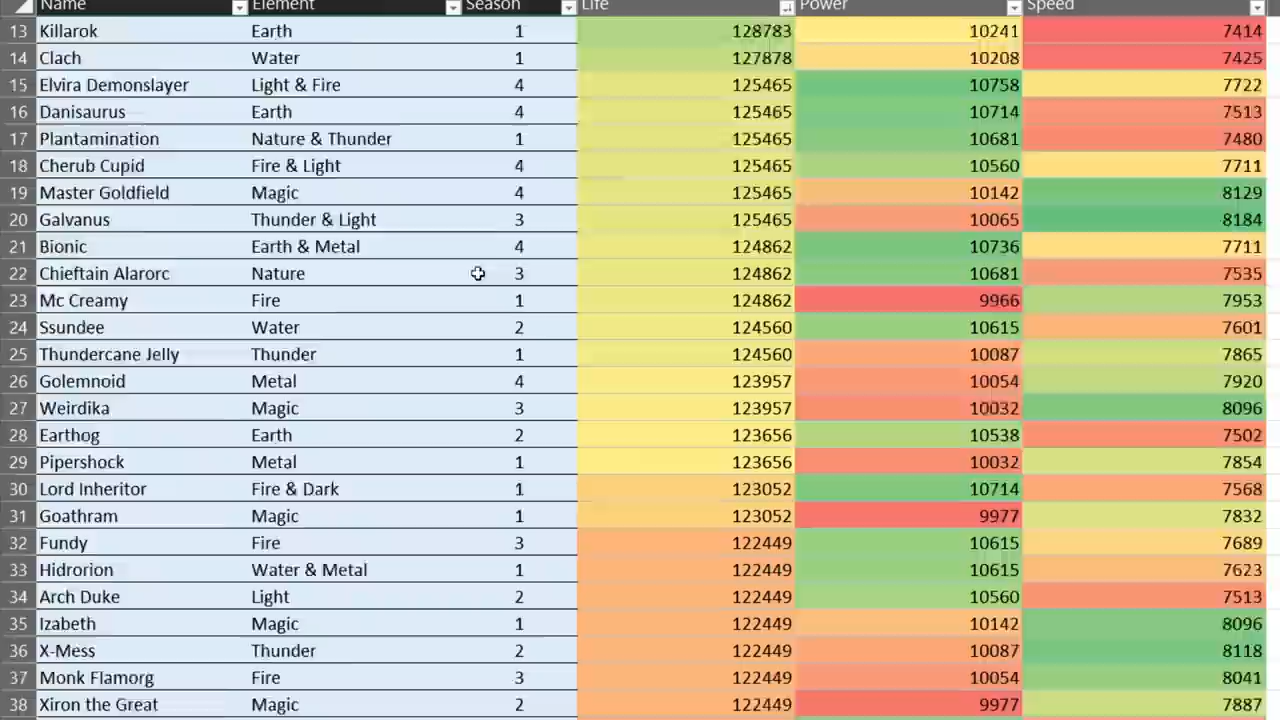 Name Element Season Life Power Speed
13 Killarok Earth 1 128783 10241 7414
14 Clach Water 1 127878 10208 7425
15 Elvira Demonslayer Light & Fire 4 125465 10758 7722
16 Danisaurus Earth 4 125465 10714 7513
17 Plantamination Nature & Thunder 1 125465 10681 7480
18 Cherub Cupid Fire & Light 4 125465 10560 7711
19 Master Goldfield Magic 4 125465 10142 8129
20 Galvanus Thunder & Light 3 125465 10065 8184
21 Bionic Earth & Metal 4 124862 10736 7711
22 Chieftain Alarorc Nature 3 124862 10681 7535
23 Mc Creamy Fire 1 124862 9966 7953
24 Ssundee Water 2 124560 10615 7601
25 Thundercane Jelly Thunder 1 124560 10087 7865
26 Golemnoid Metal 4 123957 10054 7920
27 Weirdika Magic 3 123957 10032 8096
28 Earthog Earth 2 123656 10538 7502
29 Pipershock Metal 1 123656 10032 7854
30 Lord Inheritor Fire & Dark 1 123052 10714 7568
31 Goathram Magic 1 123052 9977 7832
32 Fundy Fire 3 122449 10615 7689
33 Hidrorion Water & Metal 1 122449 10615 7623
34 Arch Duke Light 2 122449 10560 7513
35 Izabeth Magic 1 122449 10142 8096
36 X-Mess Thunder 2 122449 10087 8118
37 Monk Flamorg Fire 3 122449 10054 8041
38 Xiron the Great Magic 2 122449 9977 7887